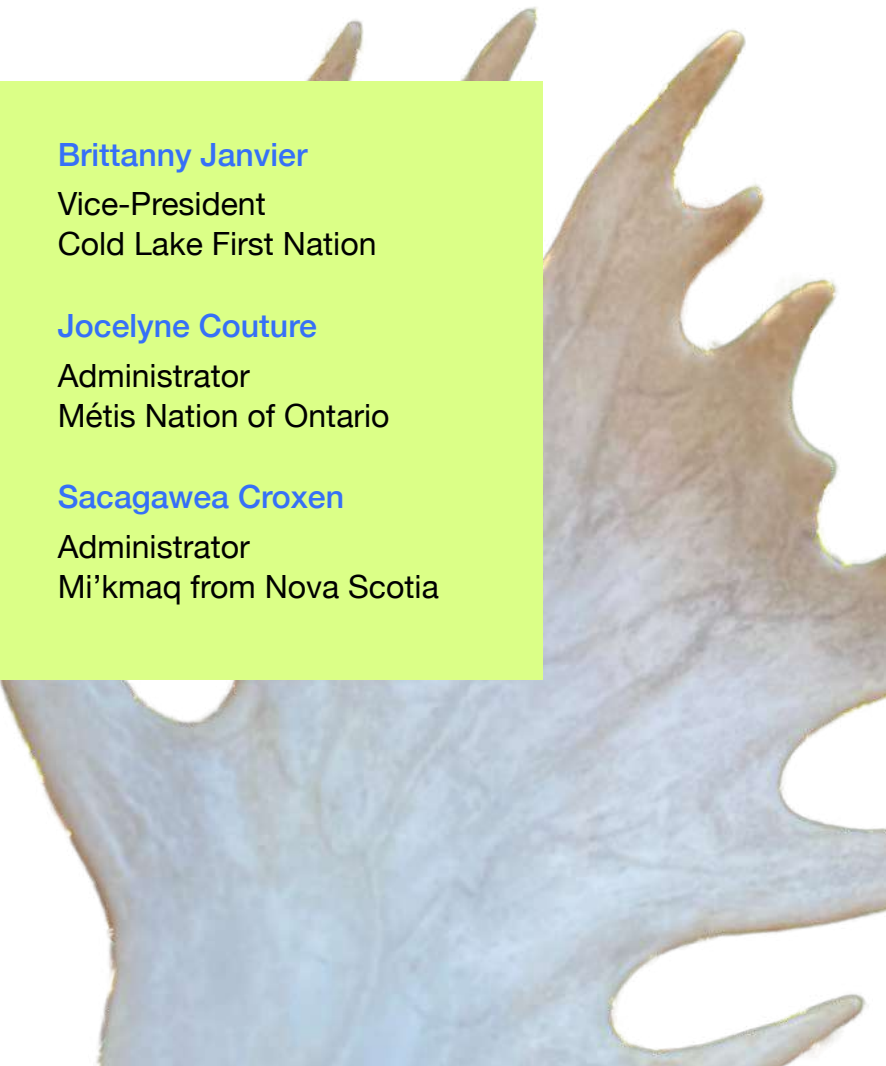 Brittanny Janvier
Vice-President
Cold Lake First Nation
Jocelyne Couture
Administrator
Métis Nation of Ontario
Sacagawea Croxen
Administrator
Mi’kmaq from Nova Scotia